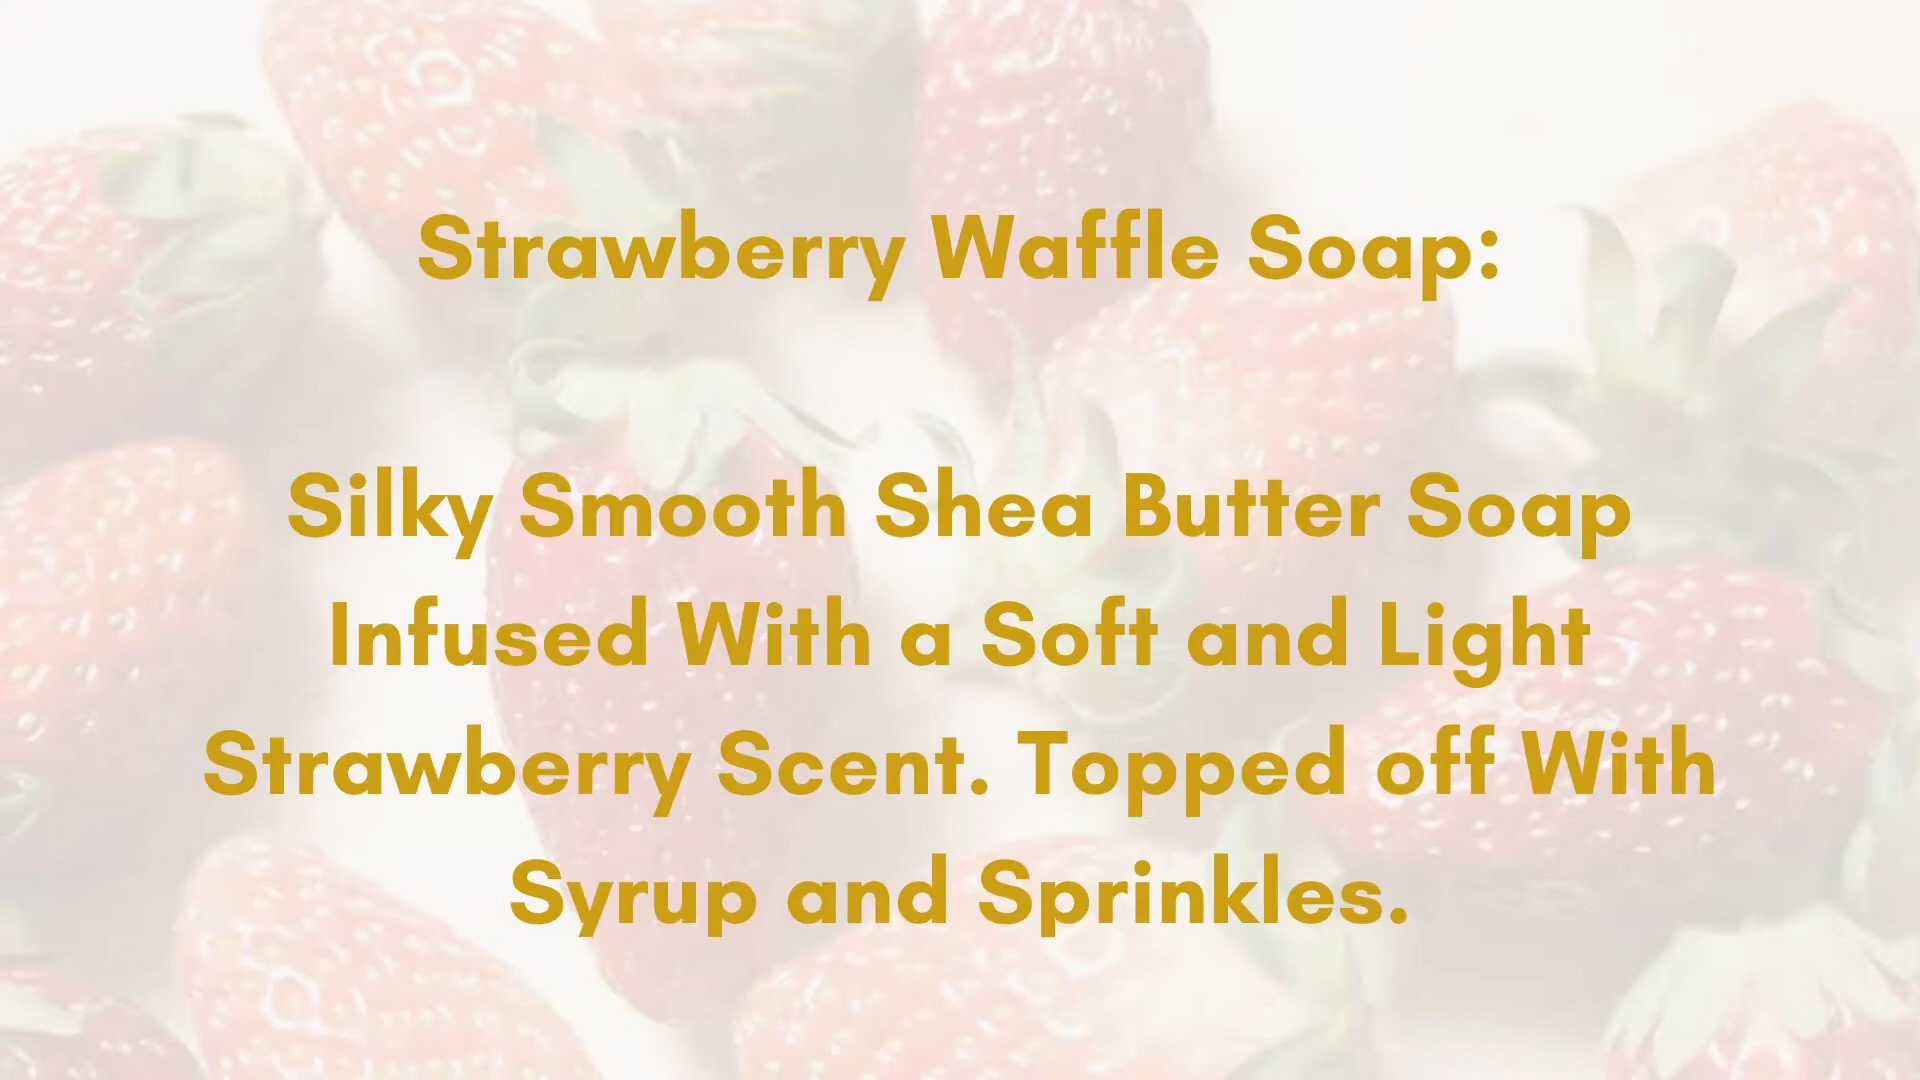 Strawberry Waffle Soap:
Silky Smooth Shea Butter Soap
Infused With a Soft and Light
Strawberry Scent. Topped off With
Syrup and Sprinkles.